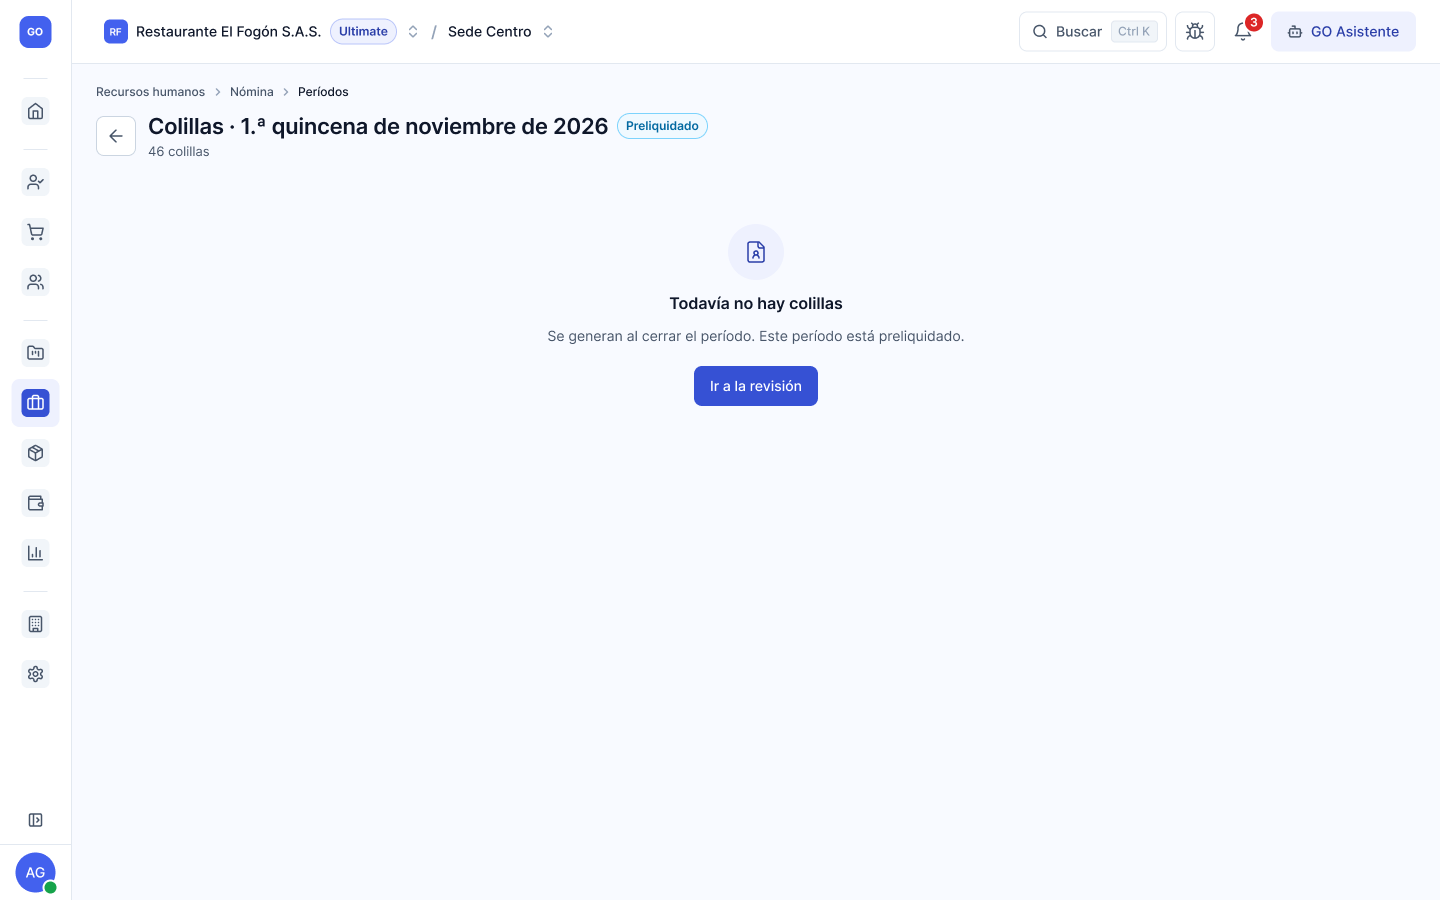 GO
RF Restaurante El Fogón S.A.S. Ultimate / Sede Centro
Buscar Ctrl K
3
GO Asistente
Recursos humanos Nómina Períodos
Colillas · 1.ª quincena de noviembre de 2026 Preliquidado
46 colillas
Todavía no hay colillas
Se generan al cerrar el período. Este período está preliquidado.
Ir a la revisión
AG